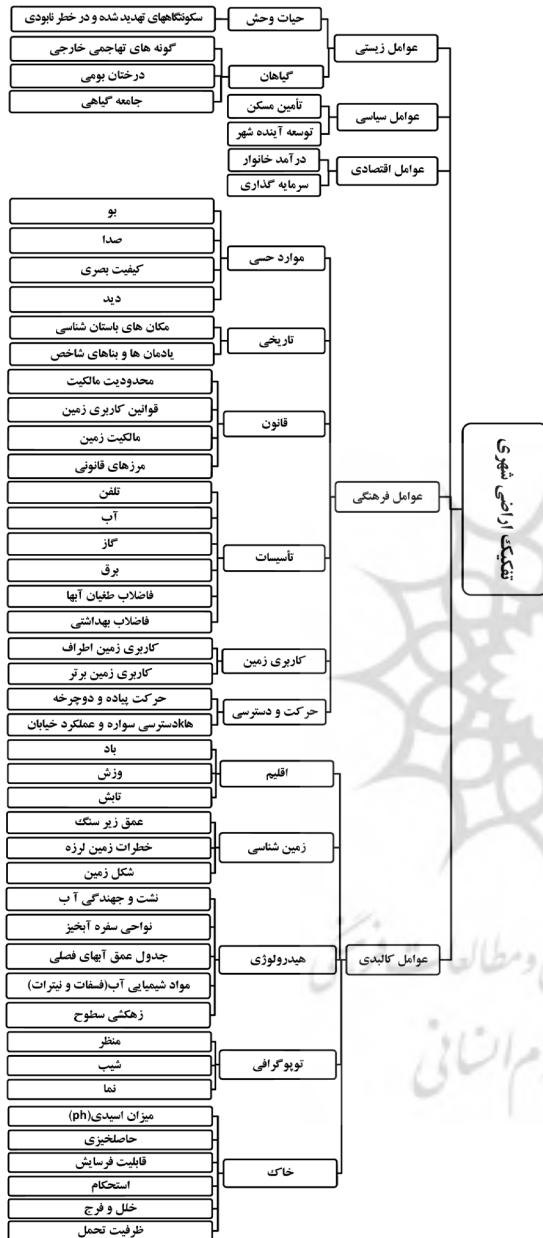 تفکیک اراضی شهری
عوامل زیستی
حیات وحش
سکونتگاههای تهدید شده و در خطر نابودی
گیاهان
گونه های تهاجمی خارجی
درختان بومی
جامعه گیاهی
عوامل سیاسی
تأمین مسکن
توسعه آینده شهر
عوامل اقتصادی
درآمد خانوار
سرمایه گذاری
عوامل فرهنگی
موارد حسی
بو
صدا
کیفیت بصری
دید
تاریخی
مکان های باستان شناسی
یادمان ها و بناهای شاخص
قانون
محدودیت مالکیت
قوانین کاربری زمین
مالکیت زمین
مرزهای قانونی
تأسیسات
تلفن
آب
گاز
برق
فاضلاب طغیان آبها
فاضلاب بهداشتی
کاربری زمین
کاربری زمین اطراف
کاربری زمین برتر
حرکت و دسترسی
حرکت پیاده و دوچرخه
هاkدسترسی سواره و عملکرد خیابان
عوامل کالبدی
اقلیم
باد
وزش
تابش
زمین شناسی
عمق زیر سنگ
خطرات زمین لرزه
شکل زمین
هیدرولوژی
نشت و جهندگی آ ب
نواحی سفره آبخیز
جدول عمق آبهای فصلی
مواد شیمیایی آب(فسفات و نیترات)
زهکشی سطوح
توپوگرافی
منظر
شیب
نما
خاک
میزان اسیدی(ph)
حاصلخیزی
قابلیت فرسایش
استحکام
خلل و فرج
ظرفیت تحمل